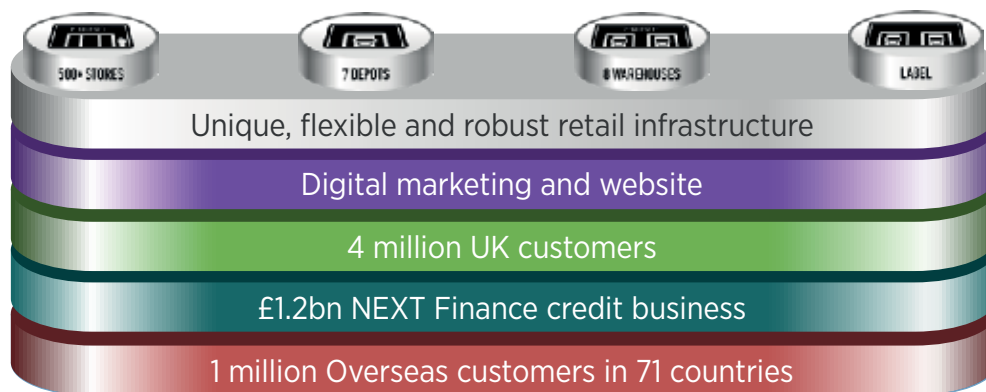 500+ STORES
7 DEPOTS
8 WAREHOUSES
LABEL
Unique, flexible and robust retail infrastructure
Digital marketing and website
4 million UK customers
£1.2bn NEXT Finance credit business
1 million Overseas customers in 71 countries